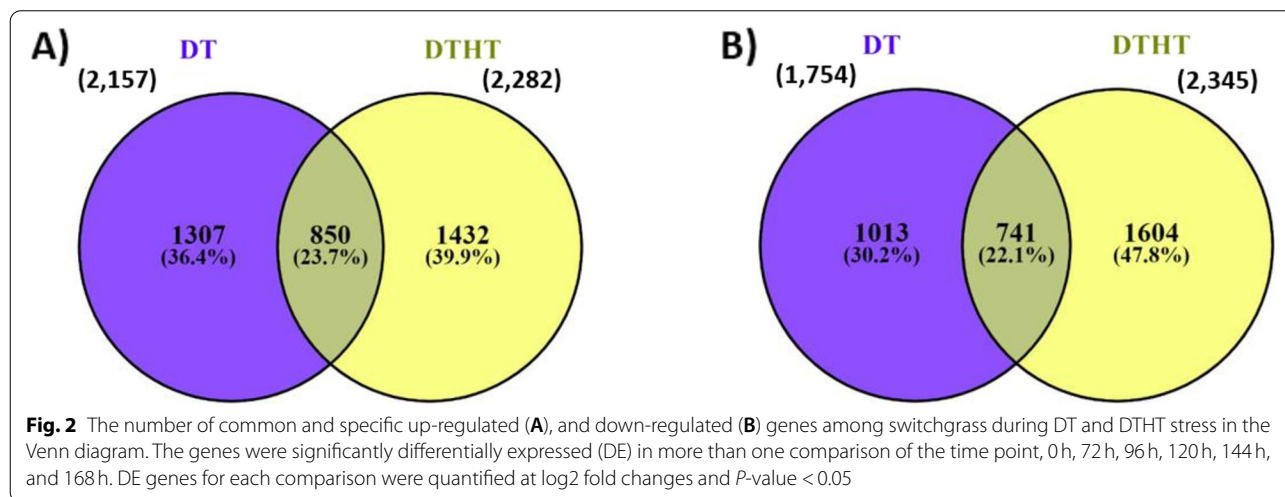 A)
DT
DTHT
(2,157)
(2,282)
1307
(36.4%)
850
(23.7%)
1432
(39.9%)
B)
DT
DTHT
(1,754)
(2,345)
1013
(30.2%)
741
(22.1%)
1604
(47.8%)
Fig. 2 The number of common and specific up-regulated (A), and down-regulated (B) genes among switchgrass during DT and DTHT stress in the
Venn diagram. The genes were significantly differentially expressed (DE) in more than one comparison of the time point, 0 h, 72 h, 96 h, 120 h, 144 h,
and 168 h. DE genes for each comparison were quantified at log2 fold changes and P-value < 0.05